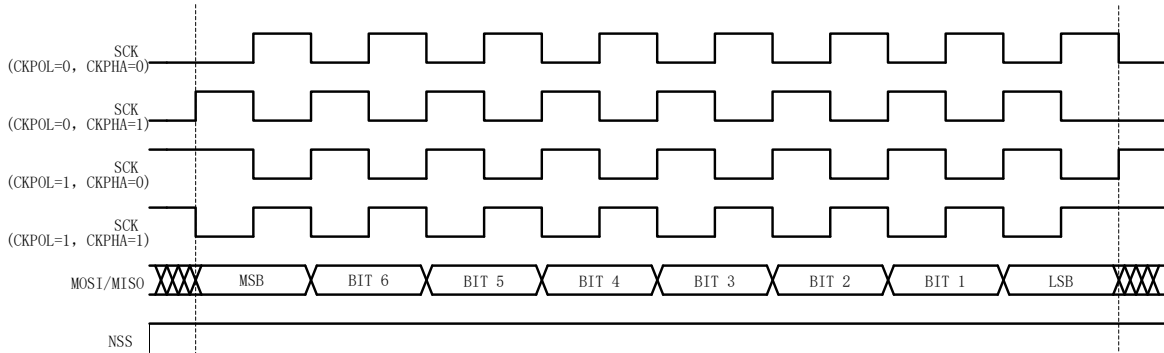 SCK
(CKPOL=0, CKPHA=0)
SCK
(CKPOL=0, CKPHA=1)
SCK
(CKPOL=1, CKPHA=0)
SCK
(CKPOL=1, CKPHA=1)
MOSI/MISO MSB BIT 6 BIT 5 BIT 4 BIT 3 BIT 2 BIT 1 LSB
NSS